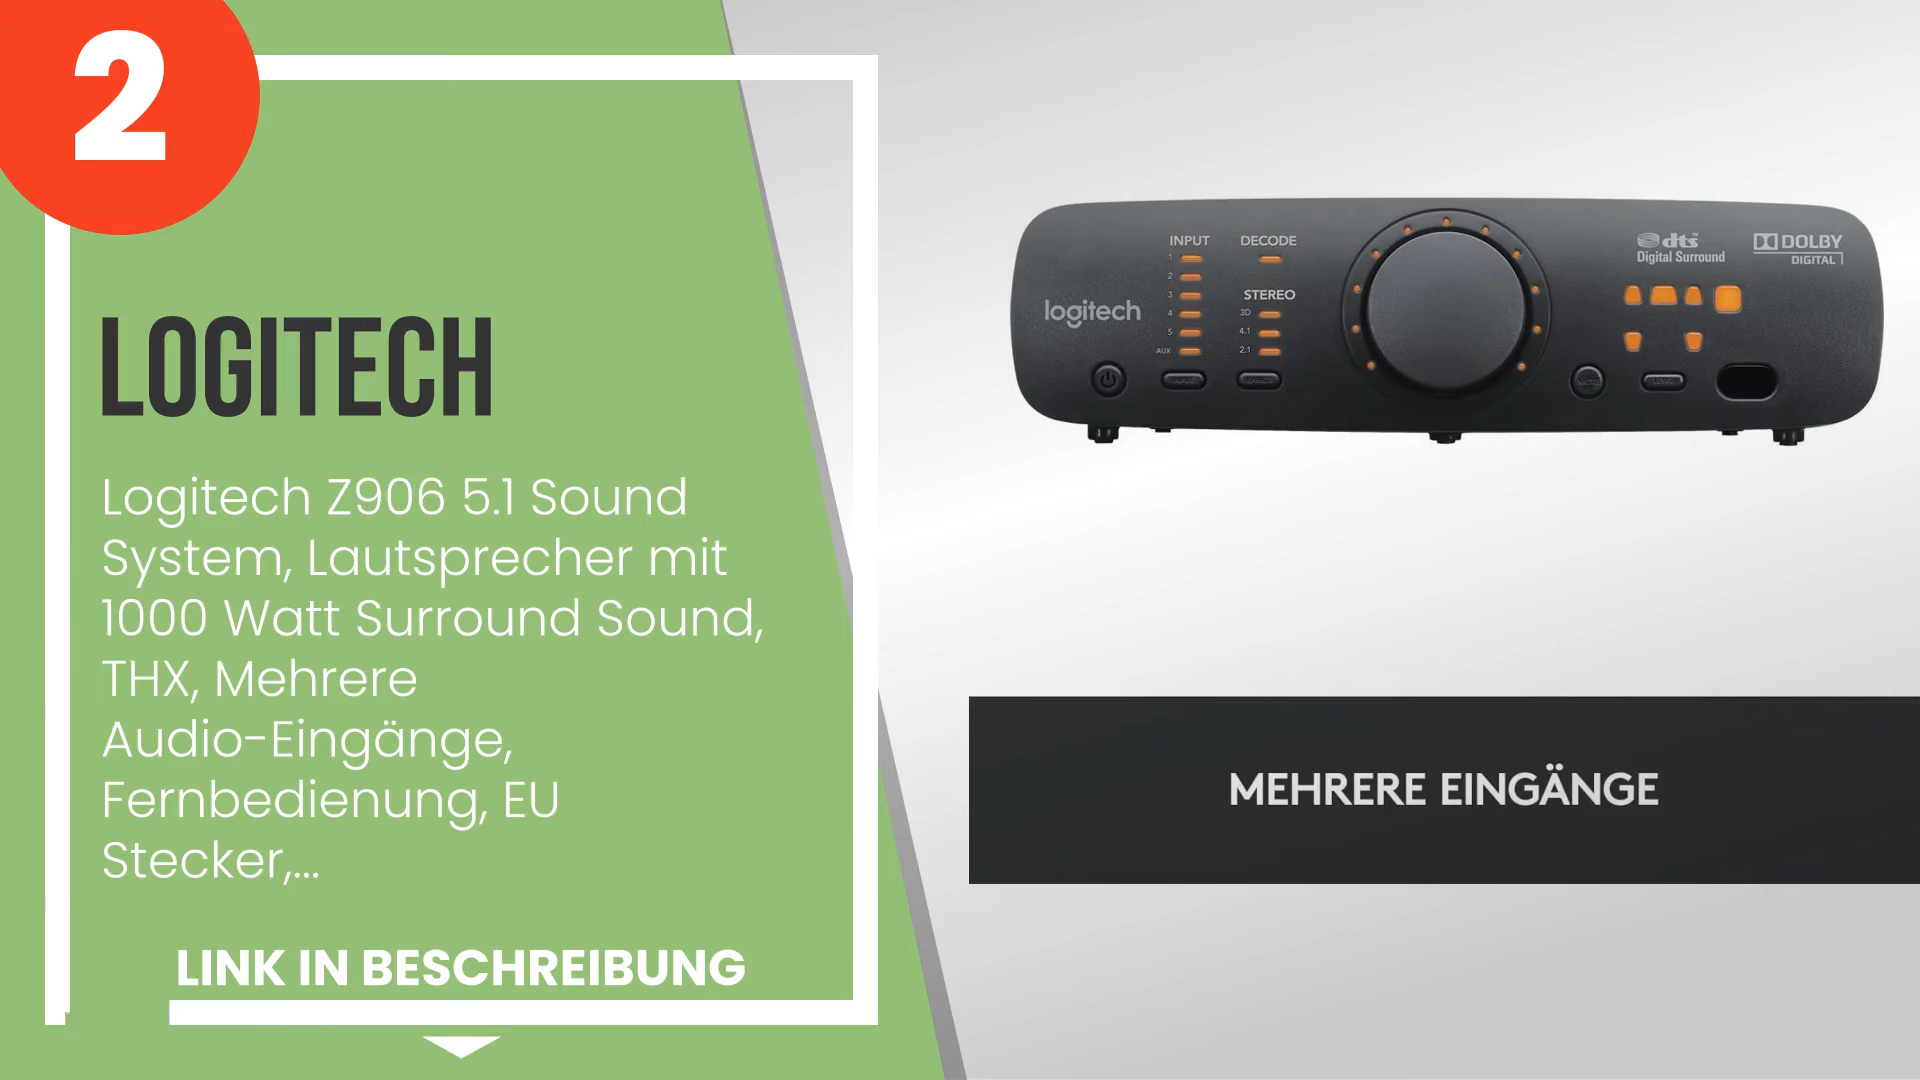 2
LOGITECH
Logitech Z906 5.1 Sound
System, Lautsprecher mit
1000 Watt Surround Sound,
THX, Mehrere
Audio-Eingänge,
Fernbedienung, EU
Stecker,...
LINK IN BESCHREIBUNG
logitech
INPUT
1
2
3
4
5
AUX
DECODE
STEREO
3D
4.1
2.1
dts
Digital Surround
DOLBY
DIGITAL
MEHRERE EINGÄNGE